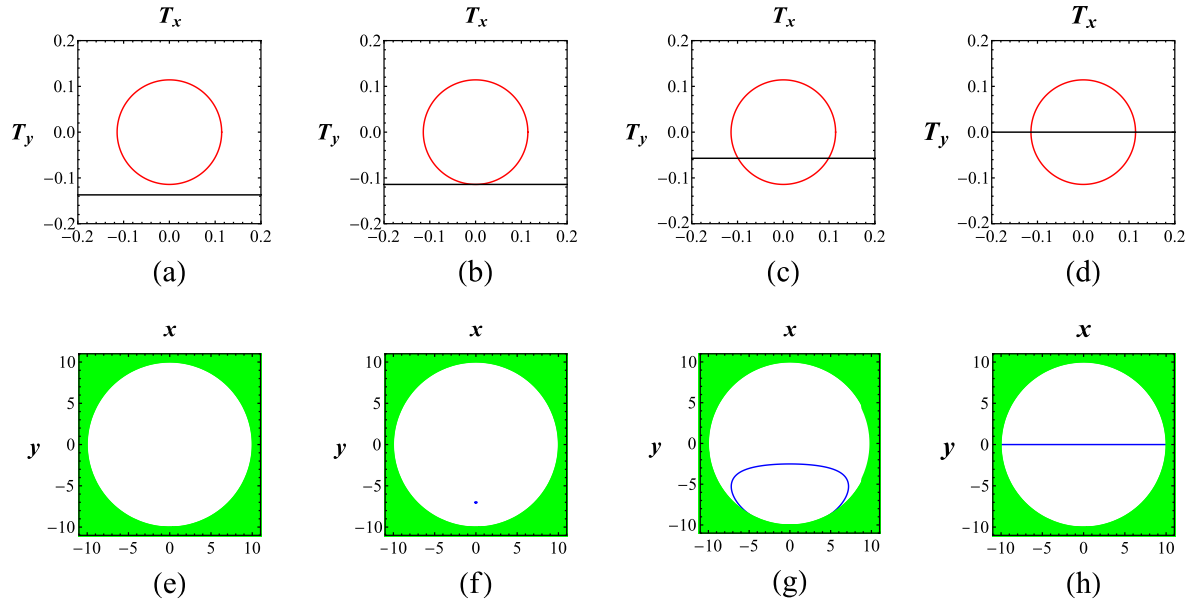 Tx Tx Tx Tx
0.2 0.2 0.2 0.2
0.1 0.1 0.1 0.1
Ty 0.0 Ty 0.0 Ty 0.0 Ty 0.0
−0.1 −0.1 −0.1 −0.1
−0.2 −0.2 −0.2 −0.2
−0.2 −0.1 0.0 0.1 0.2 −0.2 −0.1 0.0 0.1 0.2 −0.2 −0.1 0.0 0.1 0.2 −0.2 −0.1 0.0 0.1 0.2
(a) (b) (c) (d)
x x x x
10 10 10 10
5 5 5 5
y 0 y 0 y 0 y 0
−5 −5 −5 −5
−10 −10 −10 −10
−10 −5 0 5 10 −10 −5 0 5 10 −10 −5 0 5 10 −10 −5 0 5 10
(e) (f) (g) (h)